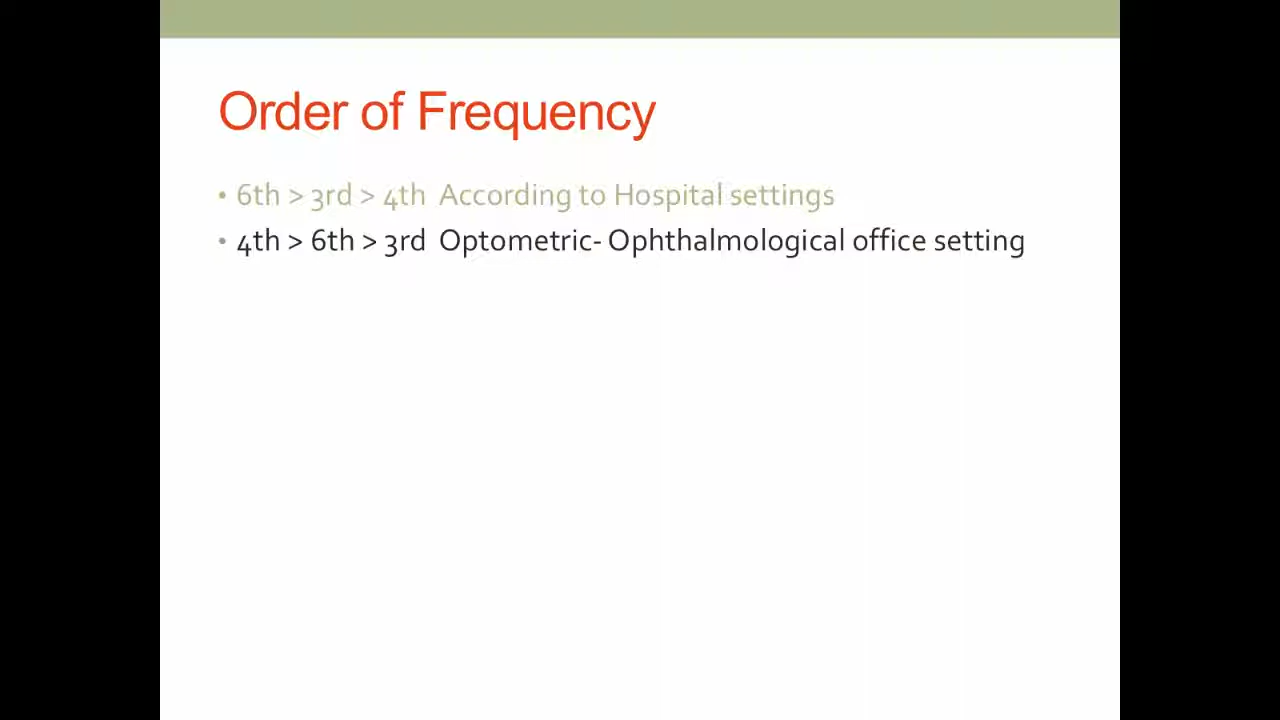 Order of Frequency
• 6th > 3rd > 4th According to Hospital settings
• 4th > 6th > 3rd Optometric- Ophthalmological office setting